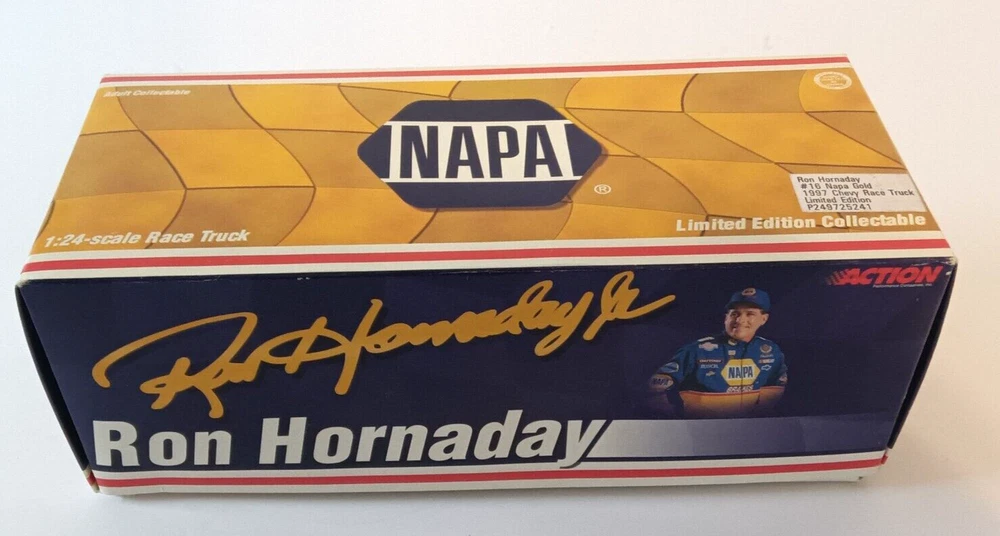 Adult Collectable
NAPA
®
Ron Hornaday
#16 Napa Gold
1997 Chevy Race Truck
Limited Edition
P249725241
1:24-scale Race Truck
Limited Edition Collectable
ACTION
Ron Hornaday Jr
NAPA
Ron Hornaday